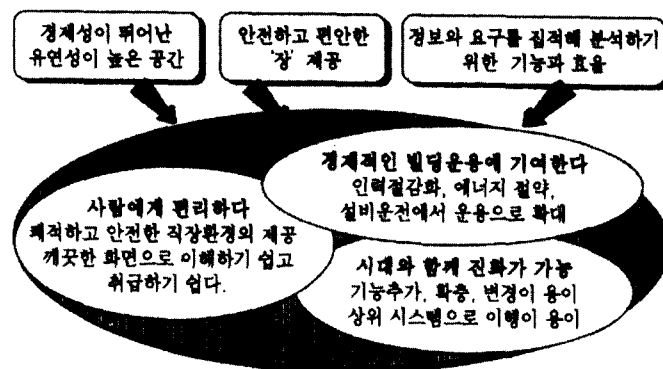 경제성이 뛰어난
유연성이 높은 공간
안전하고 편안한
'장' 제공
정보와 요구를 집적해 분석하기
위한 기능과 효율
경제적인 빌딩운용에 기여한다
인력절감화, 에너지 절약,
설비운전에서 운용으로 확대
사람에게 편리하다
쾌적하고 안전한 직장환경의 제공
깨끗한 화면으로 이해하기 쉽고
취급하기 쉽다.
시대와 함께 진화가 가능
기능추가, 확충, 변경이 용이
상위 시스템으로 이행이 용이